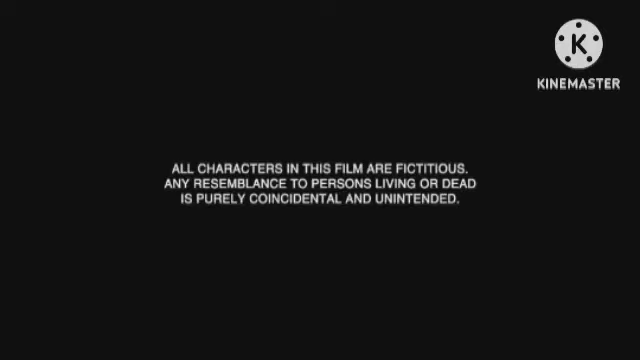 K
KINEMASTER
ALL CHARACTERS IN THIS FILM ARE FICTITIOUS.
ANY RESEMBLANCE TO PERSONS LIVING OR DEAD
IS PURELY COINCIDENTAL AND UNINTENDED.